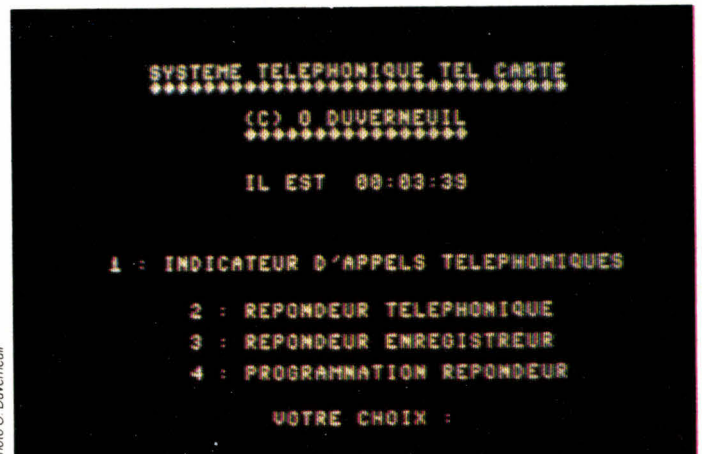 SYSTEME TELEPHONIQUE TEL CARTE
(C) O DUVERNEUIL
IL EST 00:03:39
1 : INDICATEUR D'APPELS TELEPHONIQUES
2 : REPONDEUR TELEPHONIQUE
3 : REPONDEUR ENREGISTREUR
4 : PROGRAMMATION REPONDEUR
VOTRE CHOIX :
O. Duverneuil